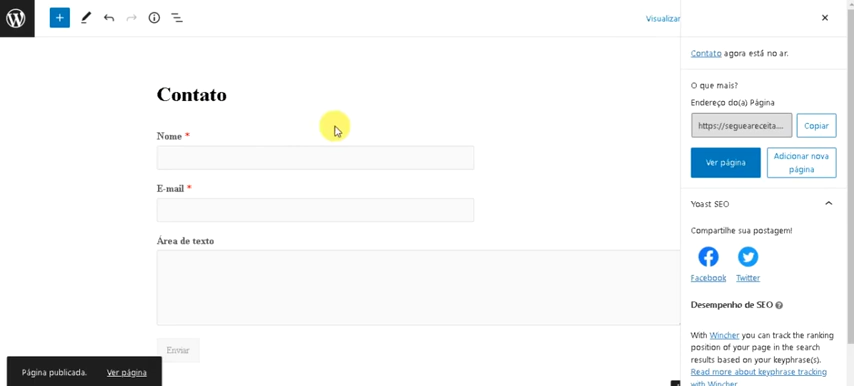 Visualizar
Contato agora está no ar.
O que mais?
Endereço do(a) Página
https://segueareceita....
Copiar
Ver página
Adicionar nova
página
Yoast SEO
Compartilhe sua postagem!
Facebook
Twitter
Desempenho de SEO
With Wincher you can track the ranking
position of your page in the search
results based on your keyphrase(s).
Read more about keyphrase tracking
with Wincher
Contato
Nome *
E-mail *
Área de texto
Enviar
Página publicada.
Ver página